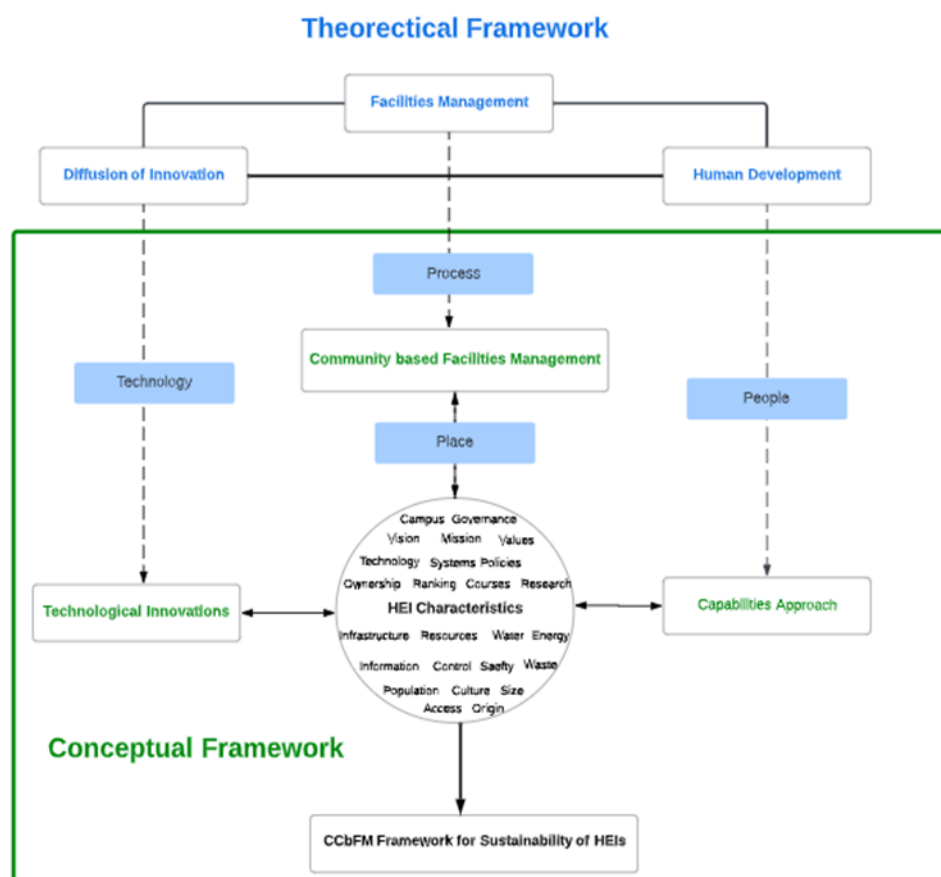 Theorectical Framework
Facilities Management
Diffusion of Innovation
Human Development
Process
Community based Facilities Management
Technology
People
Place
Campus Governance
Vision Mission Values
Technology Systems Policies
Ownership Ranking Courses Research
HEI Characteristics
Infrastructure Resources Water Energy
Information Control Saefty Waste
Population Culture Size
Access Origin
Technological Innovations
Capabilities Approach
Conceptual Framework
CCbFM Framework for Sustainability of HEIs